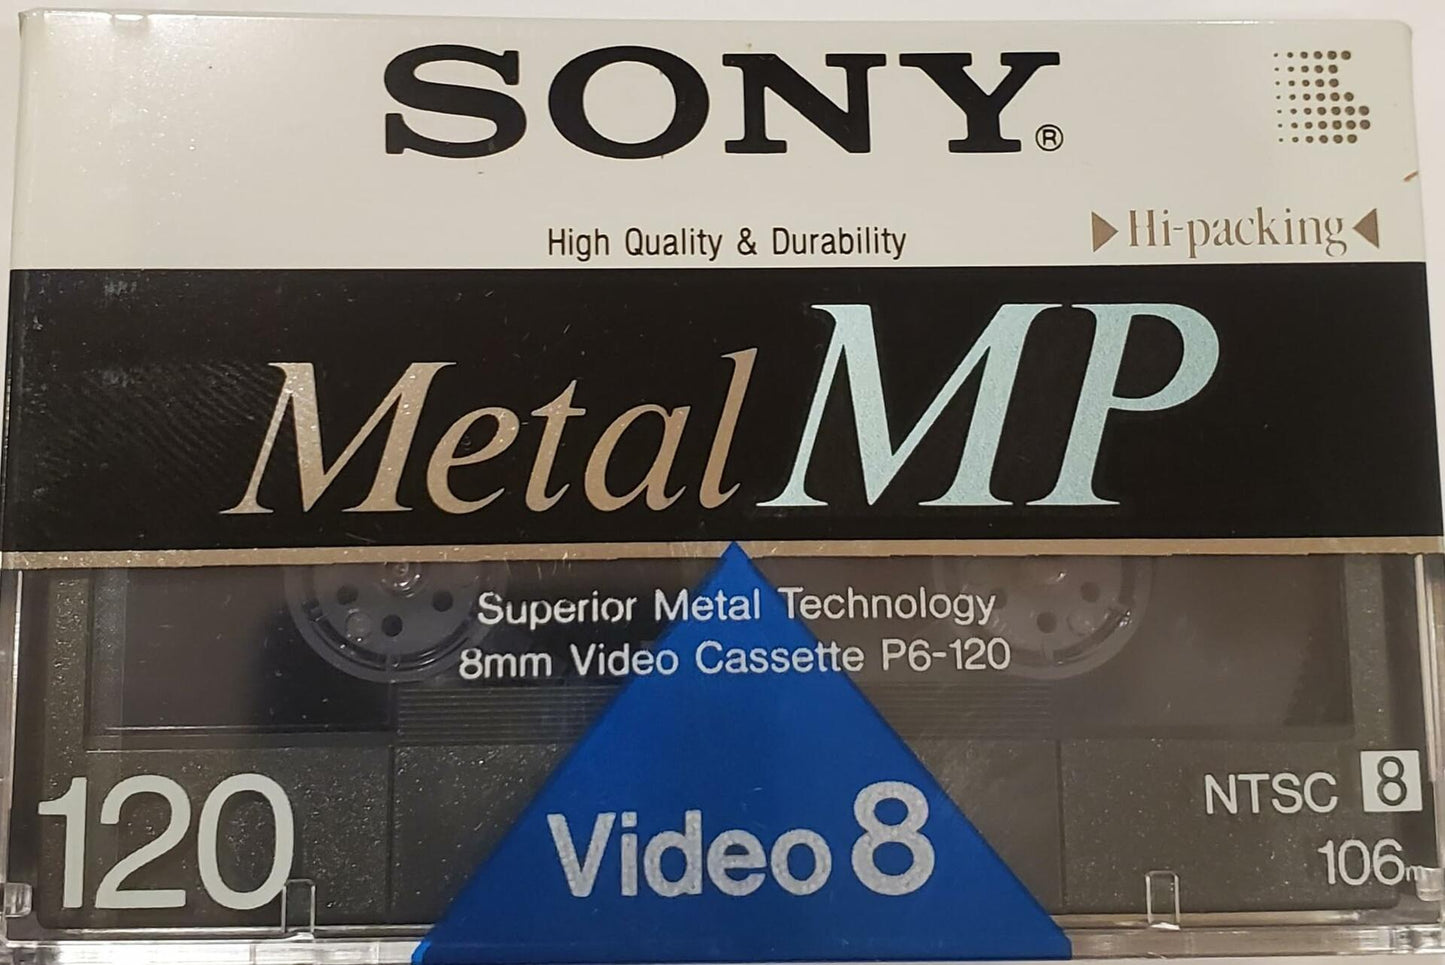 SONY®
High Quality & Durability
Hi-packing
Metal MP
Superior Metal Technology
8mm Video Cassette P6-120
120
Video 8
NTSC 8
106m